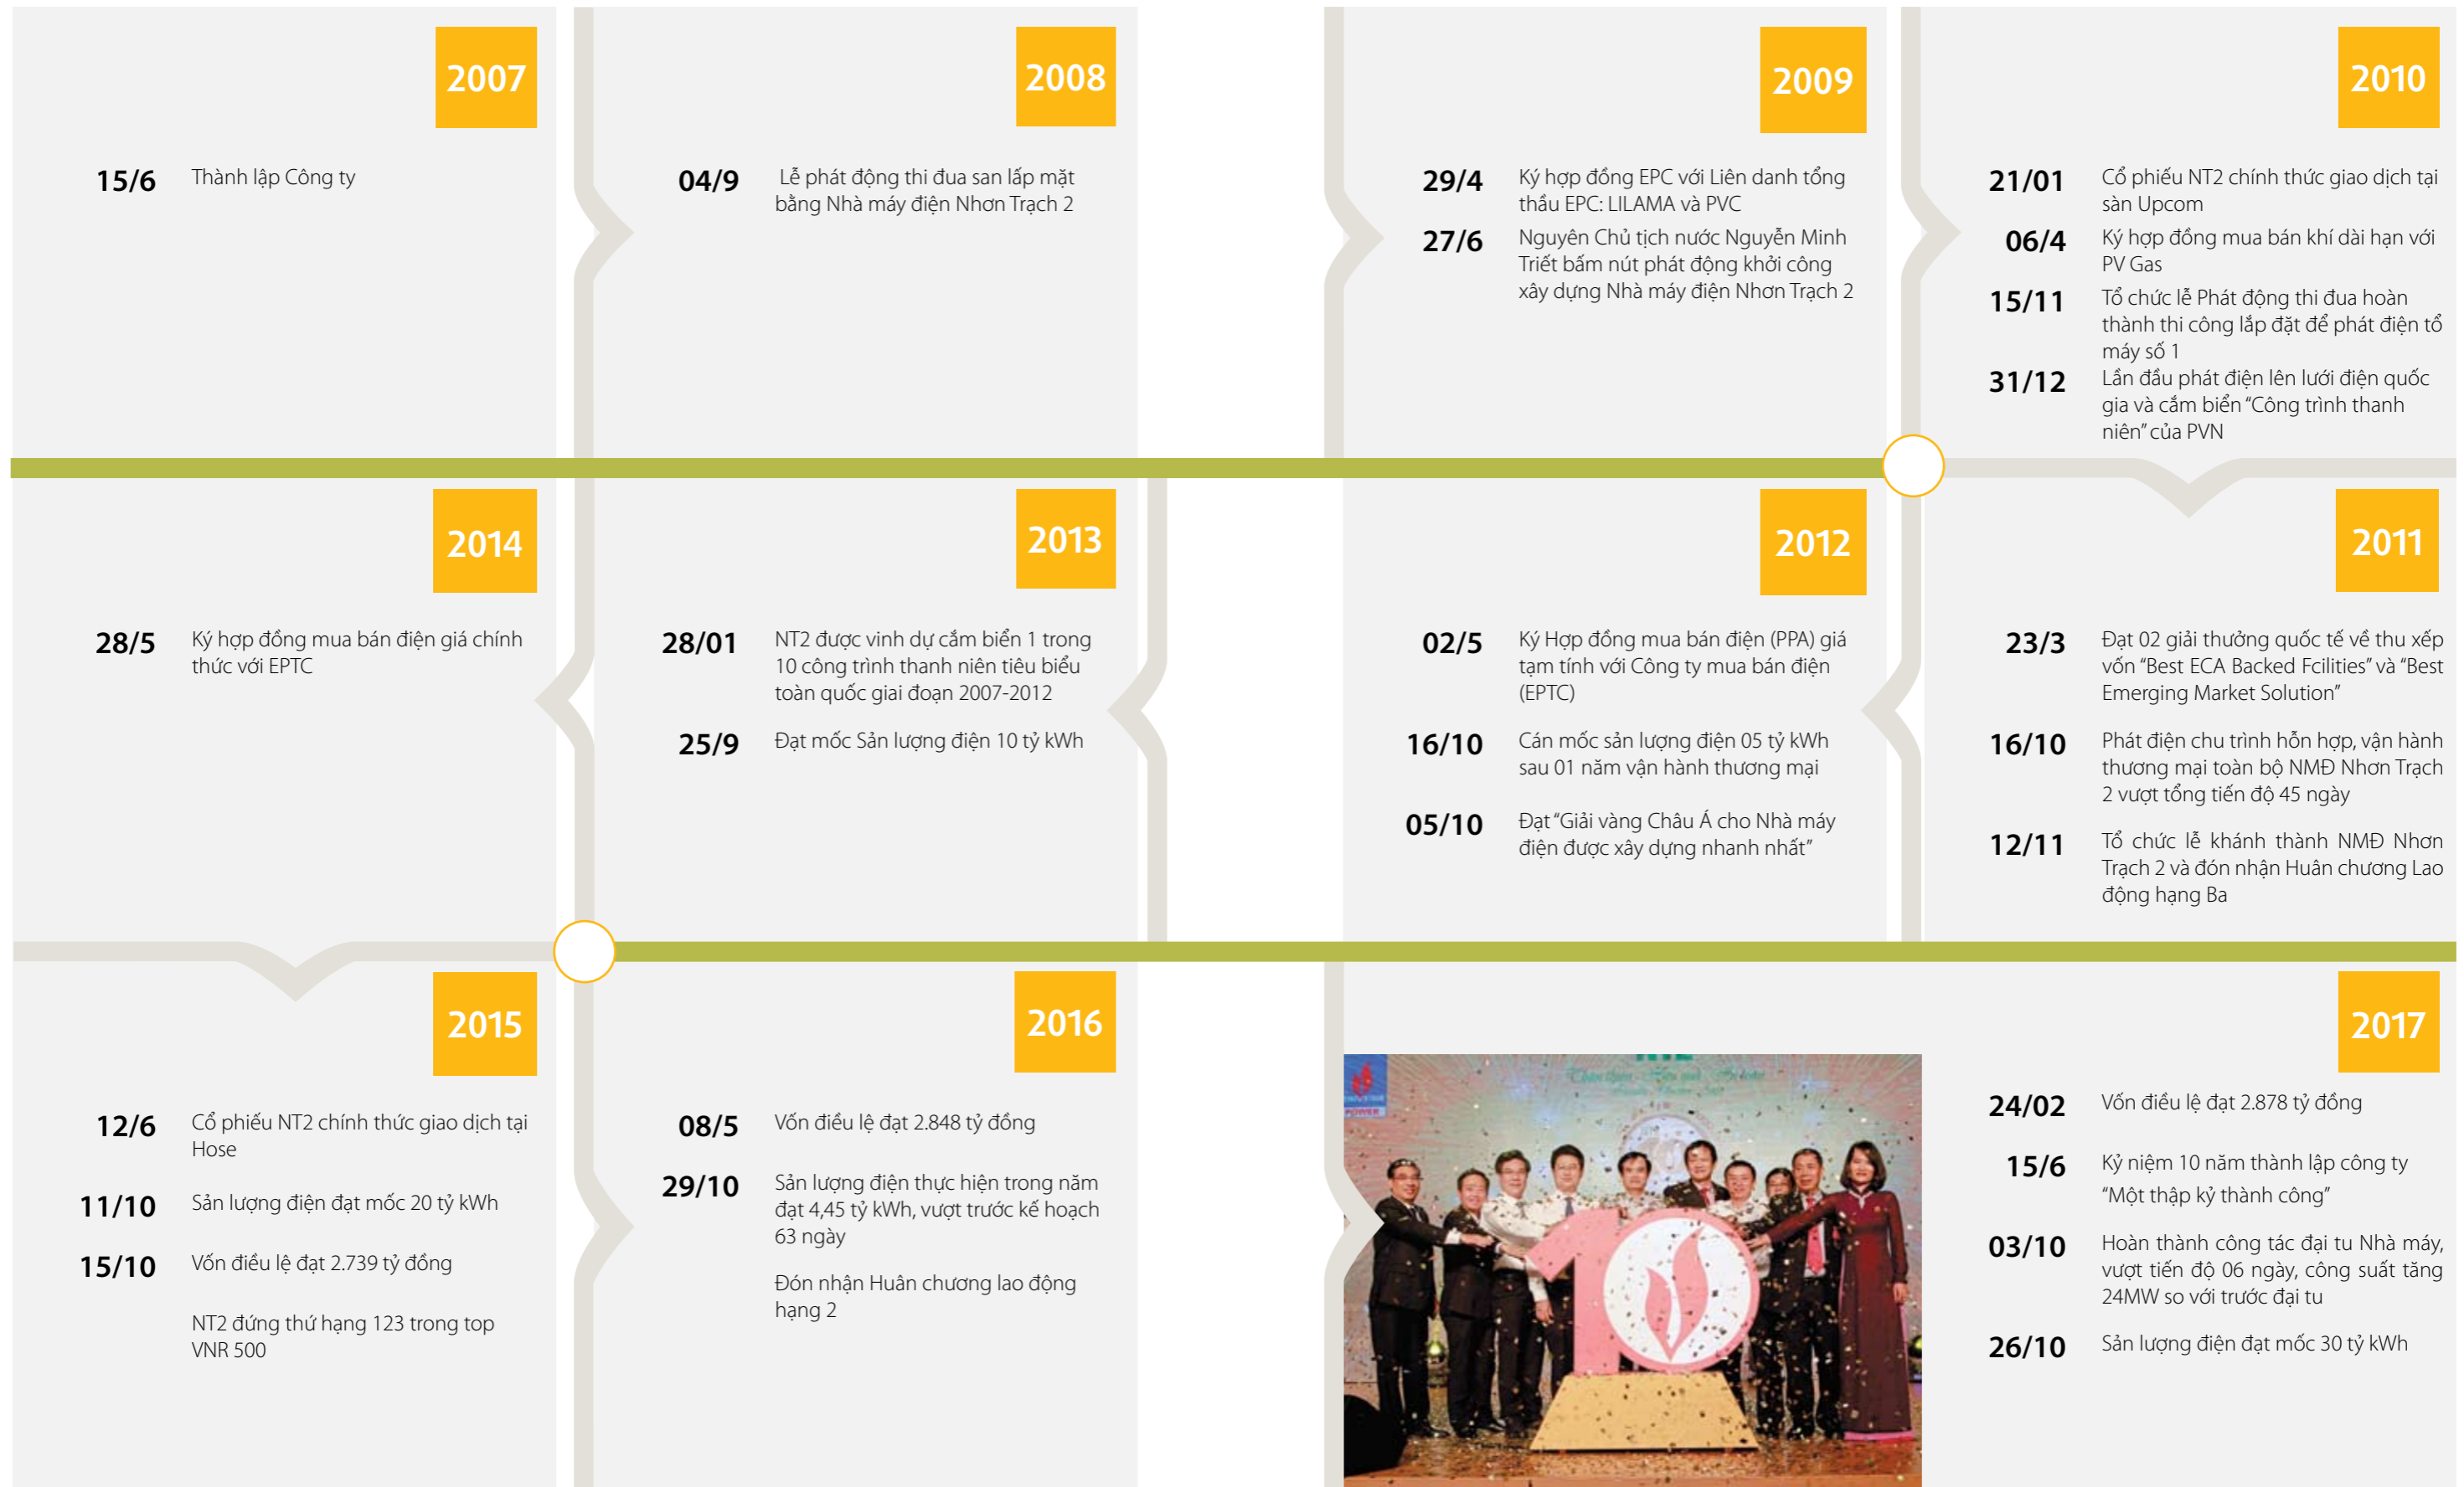 2007
15/6
Thành lập Công ty
2008
04/9
Lễ phát động thi đua san lấp mặt
bằng Nhà máy điện Nhơn Trạch 2
2009
29/4
Ký hợp đồng EPC với Liên danh tổng
thầu EPC: LILAMA và PVC
27/6
Nguyên Chủ tịch nước Nguyễn Minh
Triết bấm nút phát động khởi công
xây dựng Nhà máy điện Nhơn Trạch 2
2010
21/01
Cổ phiếu NT2 chính thức giao dịch tại
sàn Upcom
06/4
Ký hợp đồng mua bán khí dài hạn với
PV Gas
15/11
Tổ chức lễ Phát động thi đua hoàn
thành thi công lắp đặt để phát điện tổ
máy số 1
31/12
Lần đầu phát điện lên lưới điện quốc
gia và cắm biển “Công trình thanh
niên” của PVN
2011
23/3
Đạt 02 giải thưởng quốc tế về thu xếp
vốn “Best ECA Backed Fcilities” và “Best
Emerging Market Solution”
16/10
Phát điện chu trình hỗn hợp, vận hành
thương mại toàn bộ NMĐ Nhơn Trạch
2 vượt tổng tiến độ 45 ngày
12/11
Tổ chức lễ khánh thành NMĐ Nhơn
Trạch 2 và đón nhận Huân chương Lao
động hạng Ba
2012
02/5
Ký Hợp đồng mua bán điện (PPA) giá
tạm tính với Công ty mua bán điện
(EPTC)
16/10
Cán mốc sản lượng điện 05 tỷ kWh
sau 01 năm vận hành thương mại
05/10
Đạt “Giải vàng Châu Á cho Nhà máy
điện được xây dựng nhanh nhất”
2013
28/01
NT2 được vinh dự cắm biển 1 trong
10 công trình thanh niên tiêu biểu
toàn quốc giai đoạn 2007-2012
25/9
Đạt mốc Sản lượng điện 10 tỷ kWh
2014
28/5
Ký hợp đồng mua bán điện giá chính
thức với EPTC
2015
12/6
Cổ phiếu NT2 chính thức giao dịch tại
Hose
11/10
Sản lượng điện đạt mốc 20 tỷ kWh
15/10
Vốn điều lệ đạt 2.739 tỷ đồng
NT2 đứng thứ hạng 123 trong top
VNR 500
2016
08/5
Vốn điều lệ đạt 2.848 tỷ đồng
29/10
Sản lượng điện thực hiện trong năm
đạt 4,45 tỷ kWh, vượt trước kế hoạch
63 ngày
Đón nhận Huân chương lao động
hạng 2
2017
24/02
Vốn điều lệ đạt 2.878 tỷ đồng
15/6
Kỷ niệm 10 năm thành lập công ty
“Một thập kỷ thành công”
03/10
Hoàn thành công tác đại tu Nhà máy,
vượt tiến độ 06 ngày, công suất tăng
24MW so với trước đại tu
26/10
Sản lượng điện đạt mốc 30 tỷ kWh
POWER
10